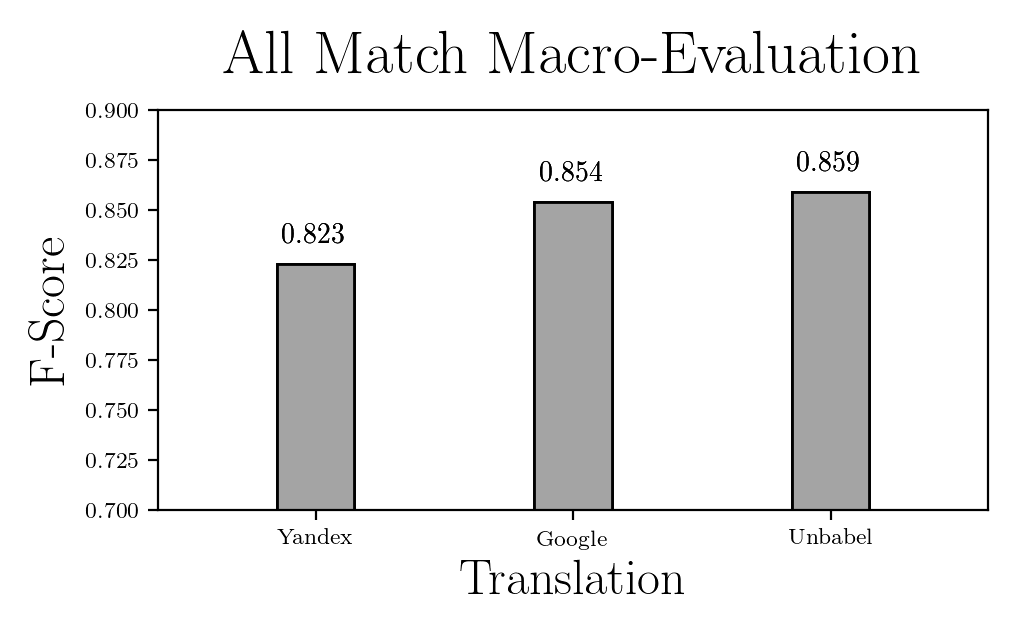 All Match Macro-Evaluation
0.900
0.875
0.850
0.825
0.800
0.775
0.750
0.725
0.700
F-Score
0.823
0.854
0.859
Yandex
Google
Unbabel
Translation